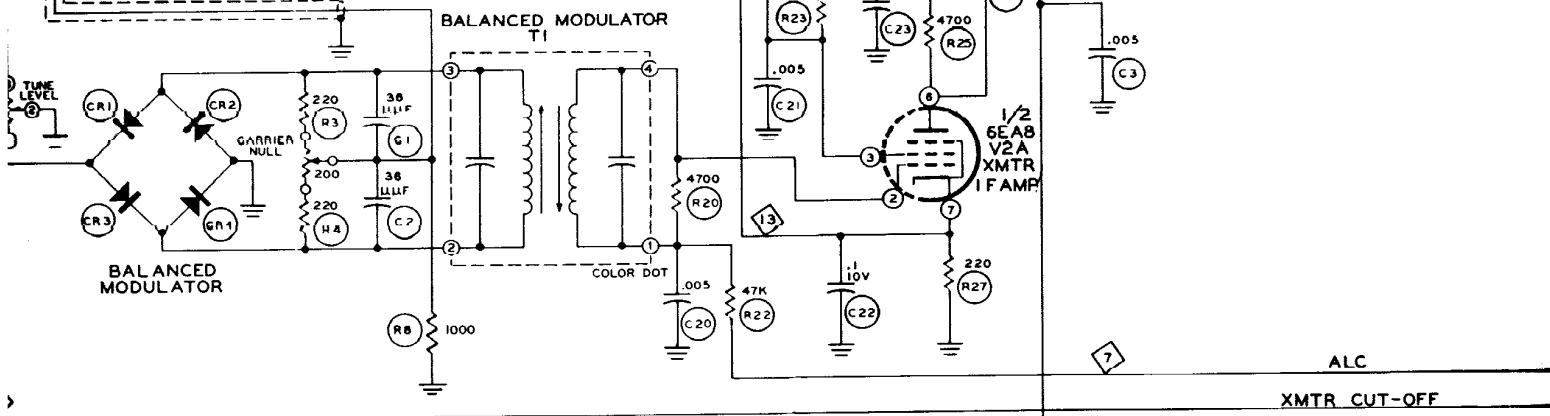 BALANCED MODULATOR
T1
TUNE
LEVEL
2
CR1
CR2
220
R3
36
µµF
C1
CARRIER
NULL
200
36
µµF
C2
220
R4
CR3
CR4
BALANCED
MODULATOR
3
2
4
1
COLOR DOT
R8
1000
4700
R20
.005
C20
47K
R22
13
R23
.005
C21
C23
4700
R25
6
3
2
7
1/2
6EA8
V2A
XMTR
IF AMP
.1
10V
C22
220
R27
.005
C3
7
ALC
XMTR CUT-OFF